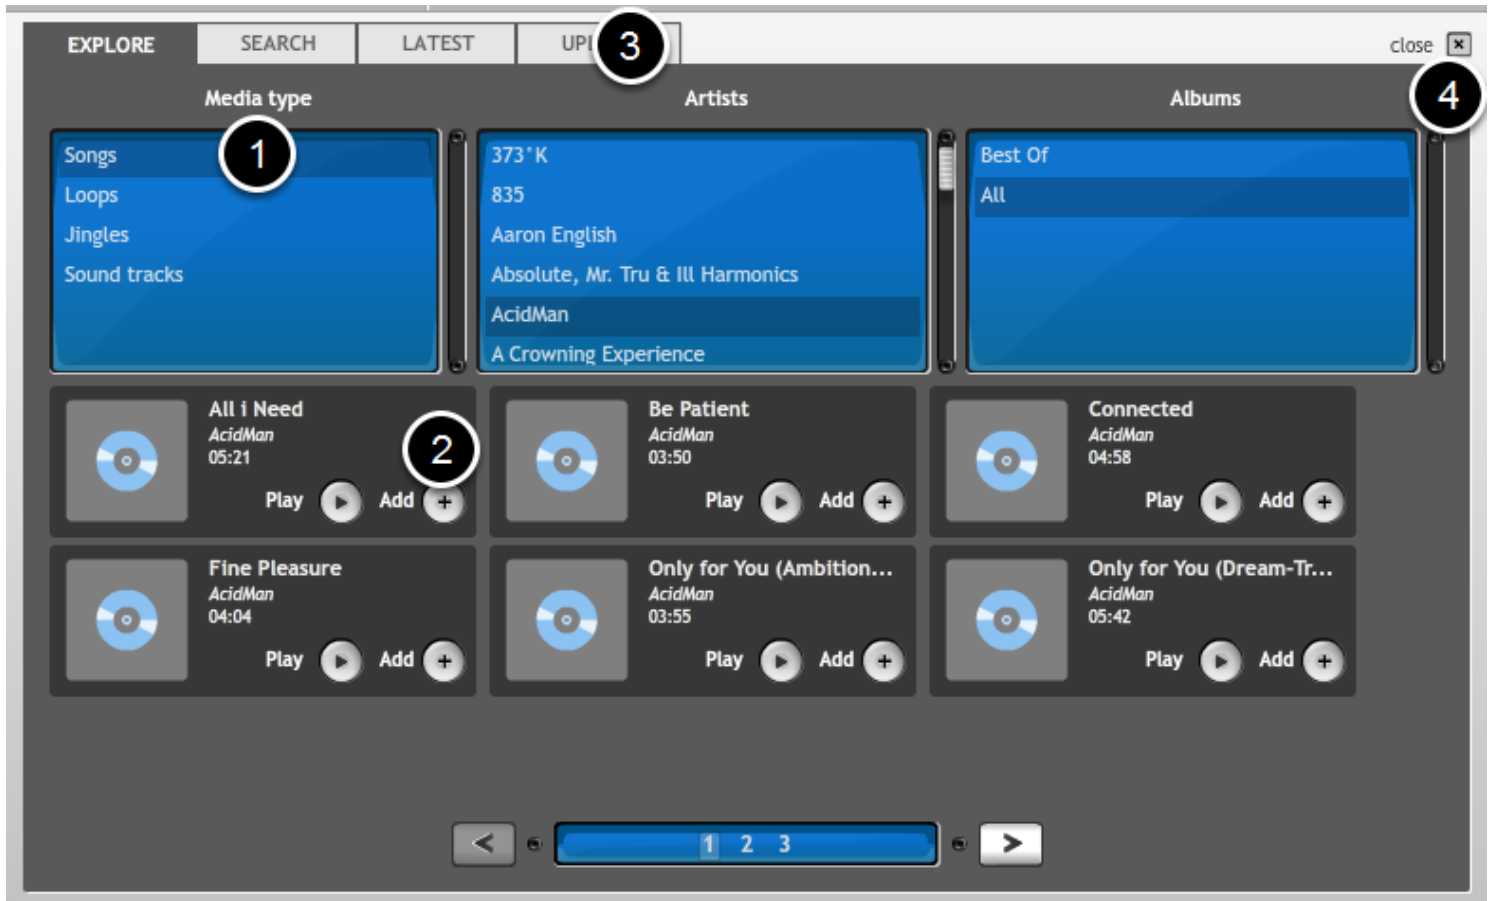 EXPLORE SEARCH LATEST 3 close
Media type Artists Albums 4
1
Songs
Loops
Jingles
Sound tracks
373°K
835
Aaron English
Absolute, Mr. Tru & Ill Harmonics
AcidMan
A Crowning Experience
Best Of
All
All i Need
AcidMan
05:21
2
Play Add
Be Patient
AcidMan
03:50
Play Add
Connected
AcidMan
04:58
Play Add
Fine Pleasure
AcidMan
04:04
Play Add
Only for You (Ambition...
AcidMan
03:55
Play Add
Only for You (Dream-Tr...
AcidMan
05:42
Play Add
< 1 2 3 >